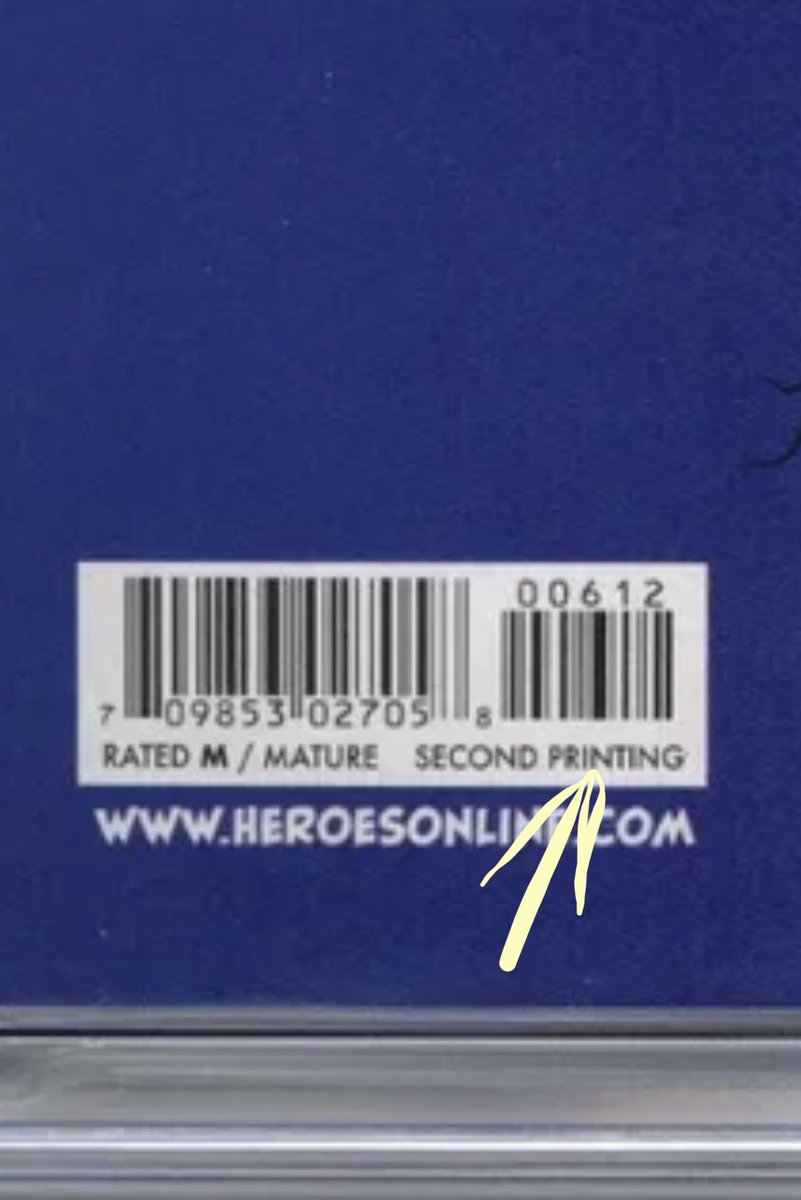 00612
7 09853 02705 8
RATED M / MATURE SECOND PRINTING
WWW.HEROESONLINE.COM